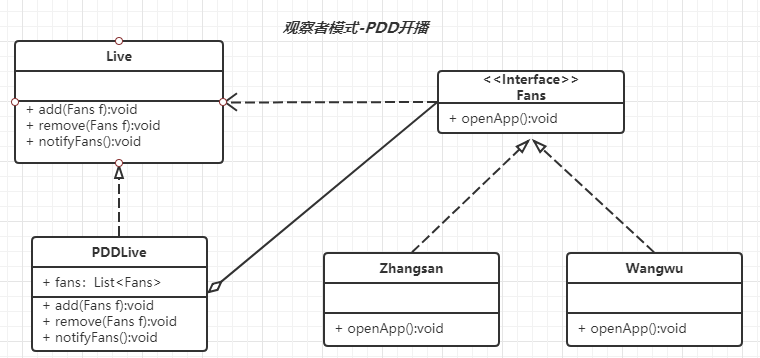 观察者模式-PDD开播
Live
+ add(Fans f):void
+ remove(Fans f):void
+ notifyFans():void
<<Interface>>
Fans
+ openApp():void
PDDLive
+ fans：List<Fans>
+ add(Fans f):void
+ remove(Fans f):void
+ notifyFans():void
Zhangsan
+ openApp():void
Wangwu
+ openApp():void